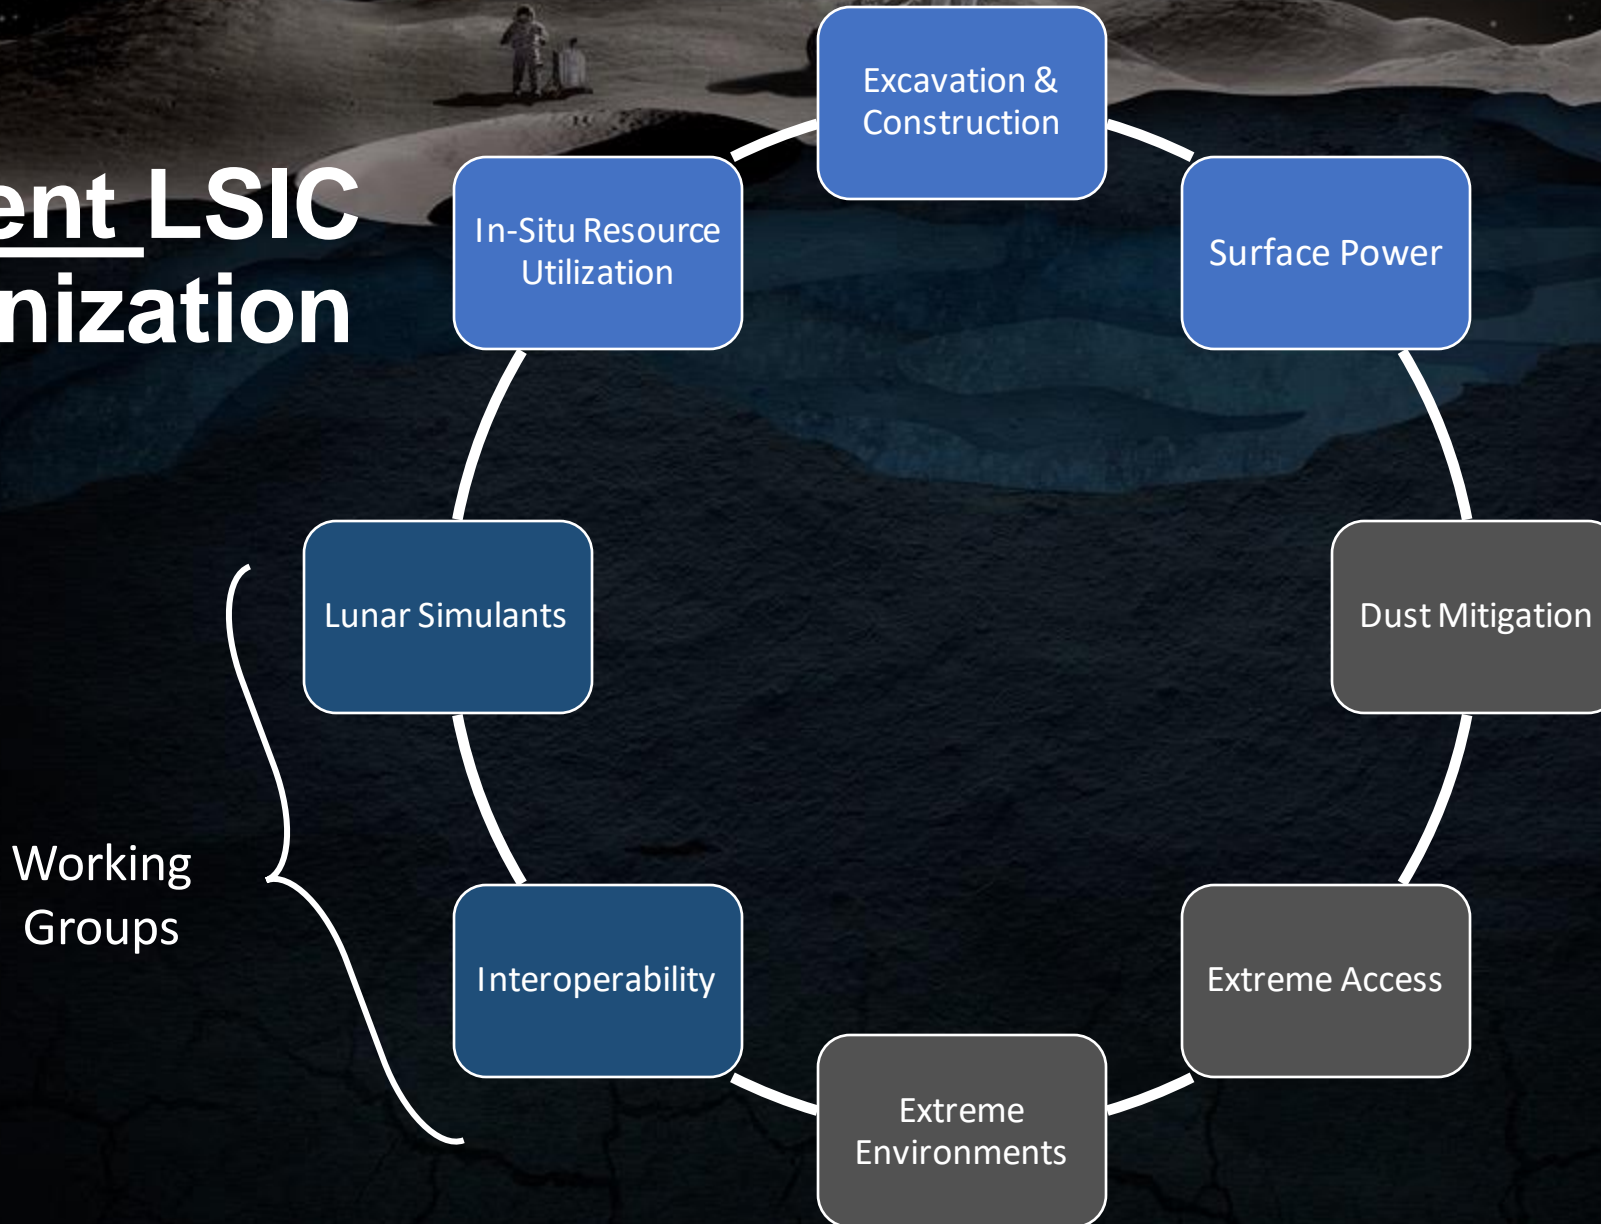 ent LSIC
nization
Excavation &
Construction
In-Situ Resource
Utilization
Surface Power
Lunar Simulants
Dust Mitigation
Working
Groups
Interoperability
Extreme Access
Extreme
Environments